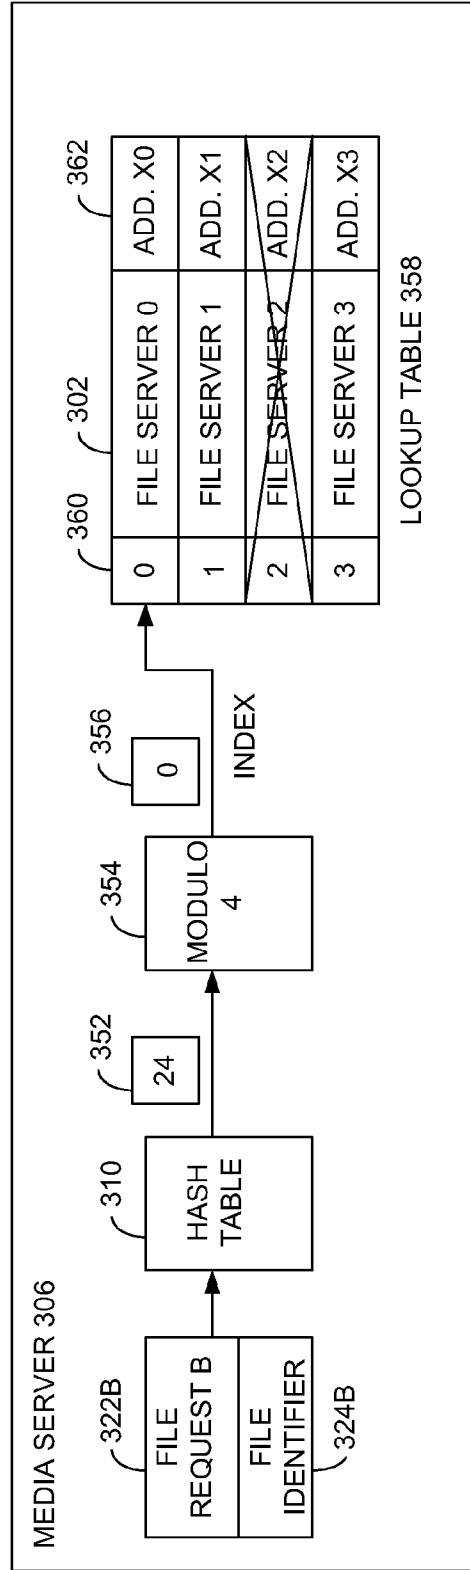 MEDIA SERVER 306
322B
FILE
REQUEST B
FILE
IDENTIFIER
324B
310
HASH
TABLE
352
24
354
MODULO
4
356
0
INDEX
360
302
362
0 FILE SERVER 0 ADD. X0
1 FILE SERVER 1 ADD. X1
2 FILE SERVER 2 ADD. X2
3 FILE SERVER 3 ADD. X3
LOOKUP TABLE 358